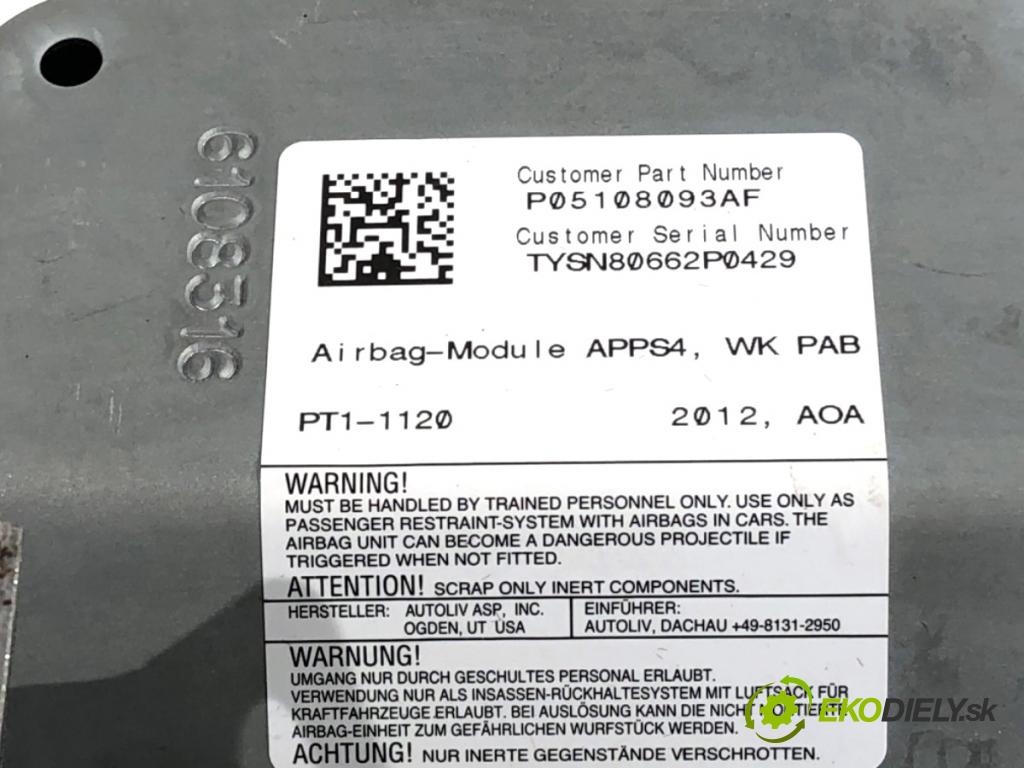 6108316
Customer Part Number
P05108093AF
Customer Serial Number
TYSN80662P0429
Airbag-Module APPS4, WK PAB
PT1-1120 2012, AOA
WARNING!
MUST BE HANDLED BY TRAINED PERSONNEL ONLY. USE ONLY AS
PASSENGER RESTRAINT-SYSTEM WITH AIRBAGS IN CARS. THE
AIRBAG UNIT CAN BECOME A DANGEROUS PROJECTILE IF
TRIGGERED WHEN NOT FITTED.
ATTENTION! SCRAP ONLY INERT COMPONENTS.
HERSTELLER: AUTOLIV ASP, INC.
OGDEN, UT USA
EINFÜHRER:
AUTOLIV, DACHAU +49-8131-2950
WARNUNG!
UMGANG NUR DURCH GESCHULTES PERSONAL ERLAUBT.
VERWENDUNG NUR ALS INSASSEN-RÜCKHALTESYSTEM MIT LUFTSACK FÜR
KRAFTFAHRZEUGE ERLAUBT. BEI AUSLÖSUNG KANN DIE NICHT MONTIERTE
AIRBAG-EINHEIT ZUM GEFÄHRLICHEN WURFSTÜCK WERDEN.
ACHTUNG! NUR INERTE GEGENSTÄNDE VERSCHROTTEN.
EKODIELY.sk